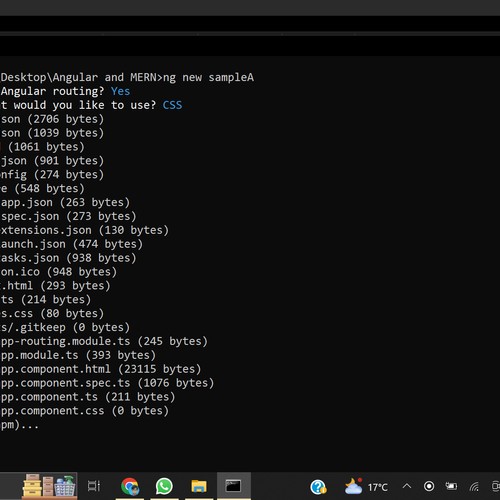 Desktop\Angular and MERN>ng new sampleA
Angular routing? Yes
t would you like to use? CSS
son (2706 bytes)
son (1039 bytes)
(1061 bytes)
json (901 bytes)
nfig (274 bytes)
e (548 bytes)
app.json (263 bytes)
spec.json (273 bytes)
extensions.json (130 bytes)
launch.json (474 bytes)
tasks.json (938 bytes)
on.ico (948 bytes)
.html (293 bytes)
ts (214 bytes)
s.css (80 bytes)
s/.gitkeep (0 bytes)
pp-routing.module.ts (245 bytes)
pp.module.ts (393 bytes)
pp.component.html (23115 bytes)
pp.component.spec.ts (1076 bytes)
pp.component.ts (211 bytes)
pp.component.css (0 bytes)
pm)...
17°C